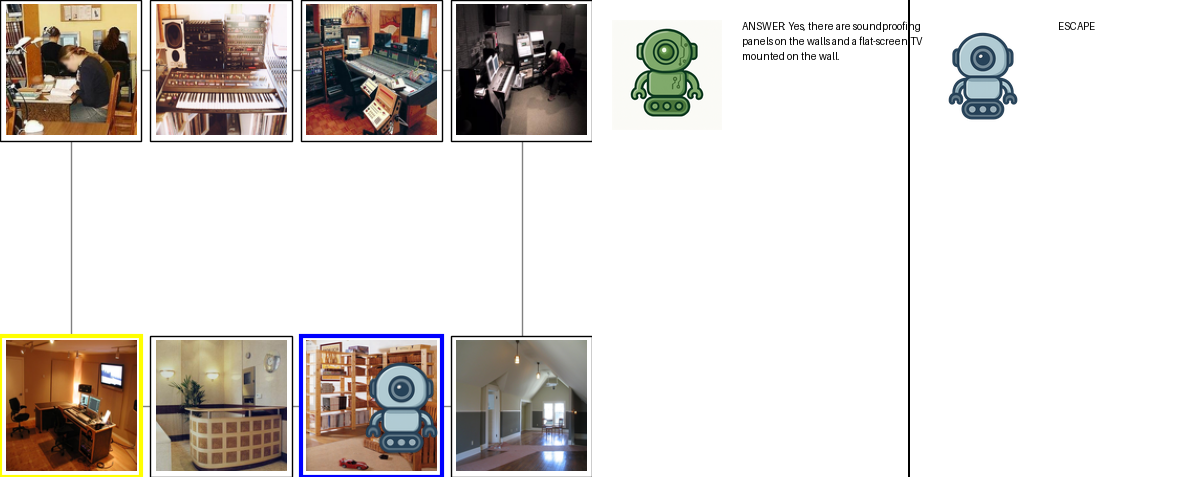 ANSWER: Yes, there are soundproofing
panels on the walls and a flat-screen TV
mounted on the wall.
ESCAPE